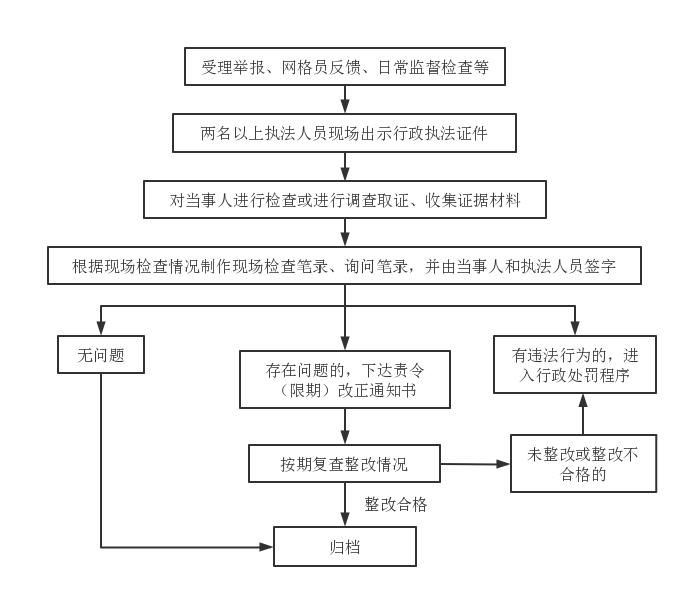 受理举报、网格员反馈、日常监督检查等
两名以上执法人员现场出示行政执法证件
对当事人进行检查或进行调查取证、收集证据材料
根据现场检查情况制作现场检查笔录、询问笔录，并由当事人和执法人员签字
无问题
存在问题的，下达责令
（限期）改正通知书
有违法行为的，进
入行政处罚程序
按期复查整改情况
未整改或整改不
合格的
整改合格
归档